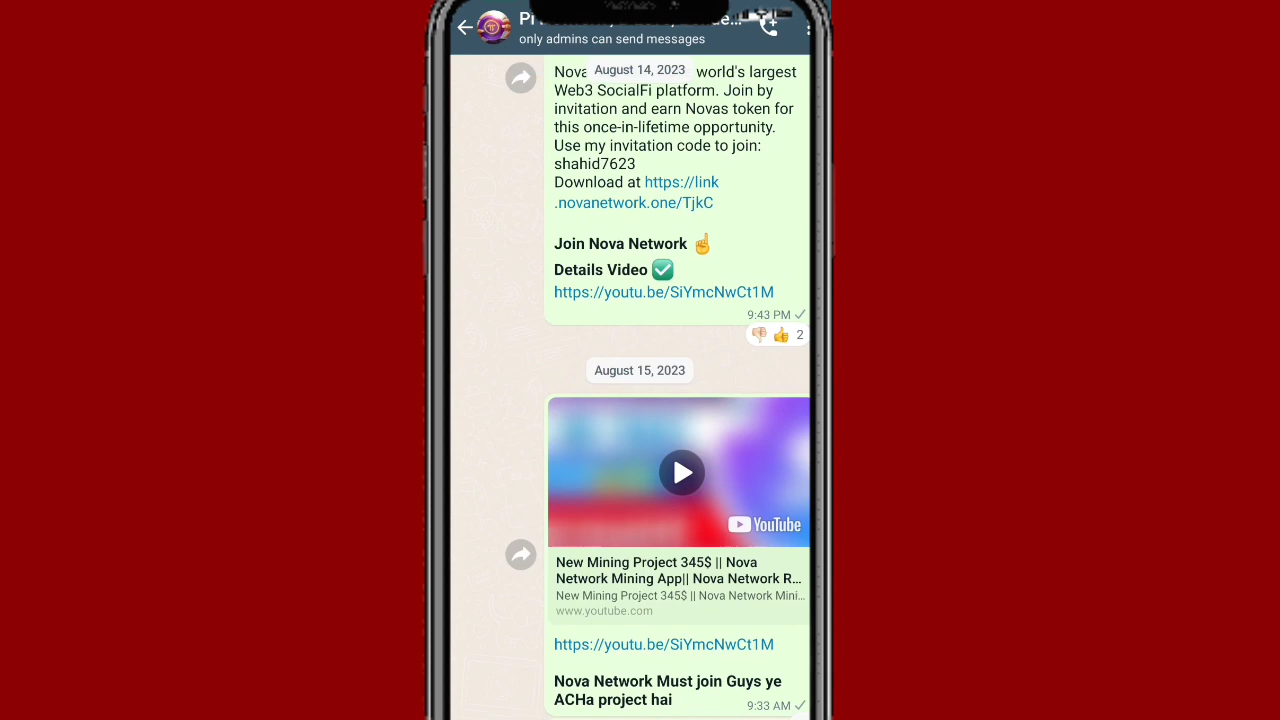 only admins can send messages
August 14, 2023
world's largest
Web3 SocialFi platform. Join by
invitation and earn Novas token for
this once-in-lifetime opportunity.
Use my invitation code to join:
shahid7623
Download at https://link
.novanetwork.one/TjkC
Join Nova Network ☝
Details Video ✅
https://youtu.be/SiYmcNwCt1M
9:43 PM
2
August 15, 2023
YouTube
New Mining Project 345$ || Nova
Network Mining App|| Nova Network R...
New Mining Project 345$ || Nova Network Mini...
www.youtube.com
https://youtu.be/SiYmcNwCt1M
Nova Network Must join Guys ye
ACHa project hai
9:33 AM